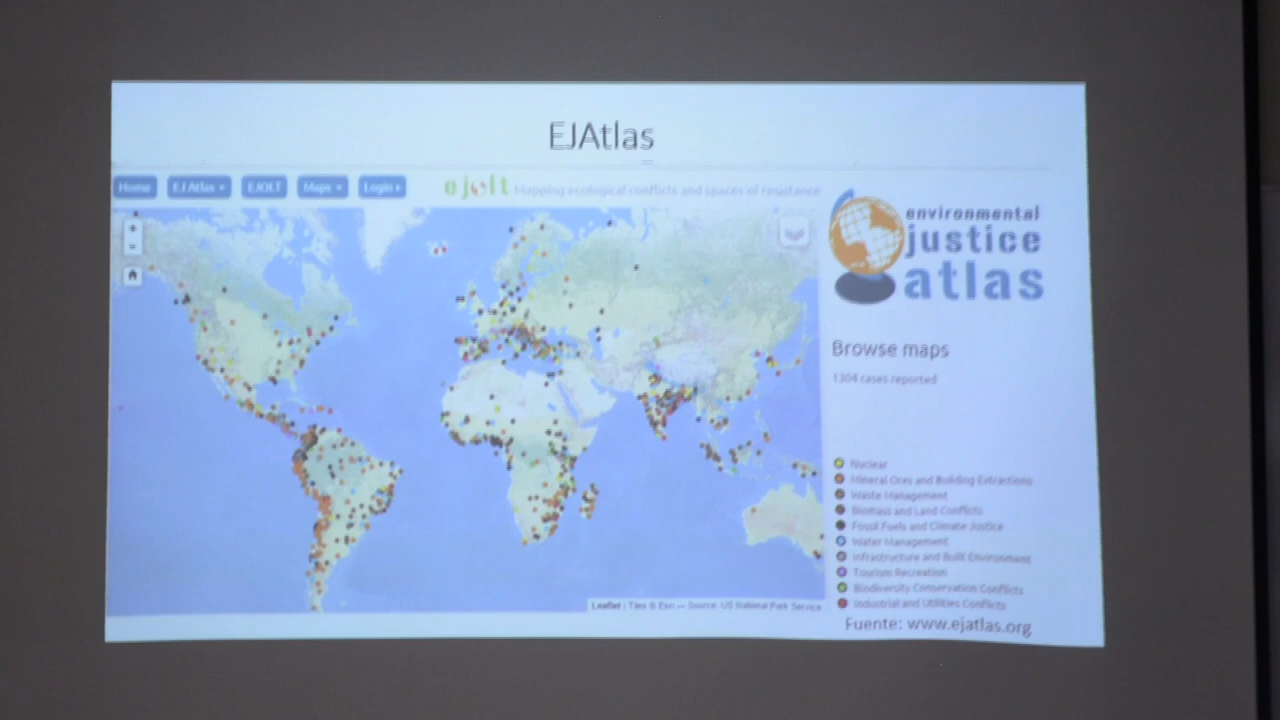 EJAtlas
Home
EJ Atlas
EJOLT
Maps
Login
ejolt Mapping ecological conflicts and spaces of resistance
+
-
environmental
justice
atlas
Browse maps
1304 cases reported
Nuclear
Mineral Ores and Building Extractions
Waste Management
Biomass and Land Conflicts
Fossil Fuels and Climate Justice
Water Management
Infrastructure and Built Environment
Tourism Recreation
Biodiversity Conservation Conflicts
Industrial and Utilities Conflicts
Leaflet | Tiles © Esri — Source: US National Park Service
Fuente: www.ejatlas.org